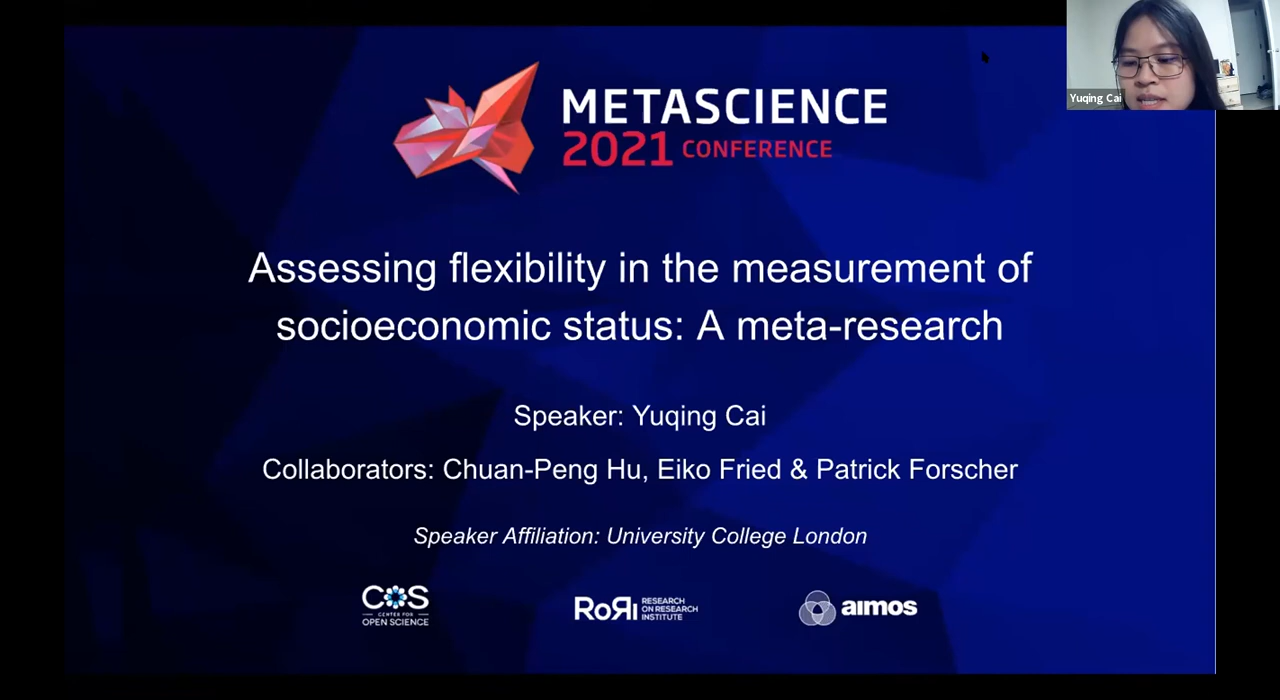 METASCIENCE
2021 CONFERENCE
Yuqing Cai
Assessing flexibility in the measurement of
socioeconomic status: A meta-research
Speaker: Yuqing Cai
Collaborators: Chuan-Peng Hu, Eiko Fried & Patrick Forscher
Speaker Affiliation: University College London
COS
CENTER FOR
OPEN SCIENCE
RoRI
RESEARCH
ON RESEARCH
INSTITUTE
aimos